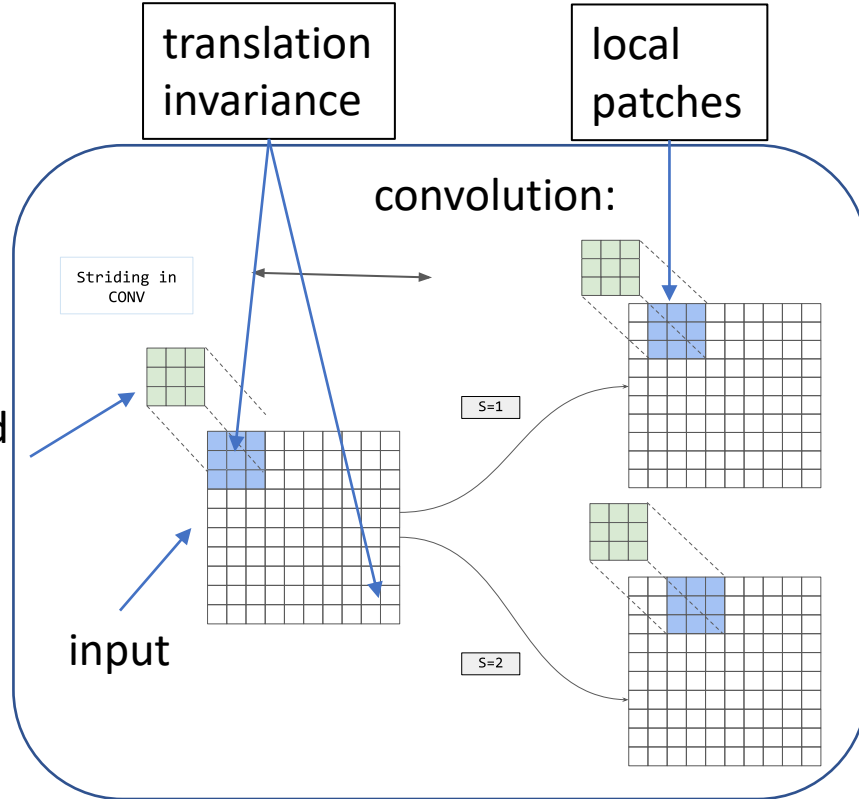 translation
invariance
local
patches
convolution:
Striding in
CONV
S=1
input
S=2